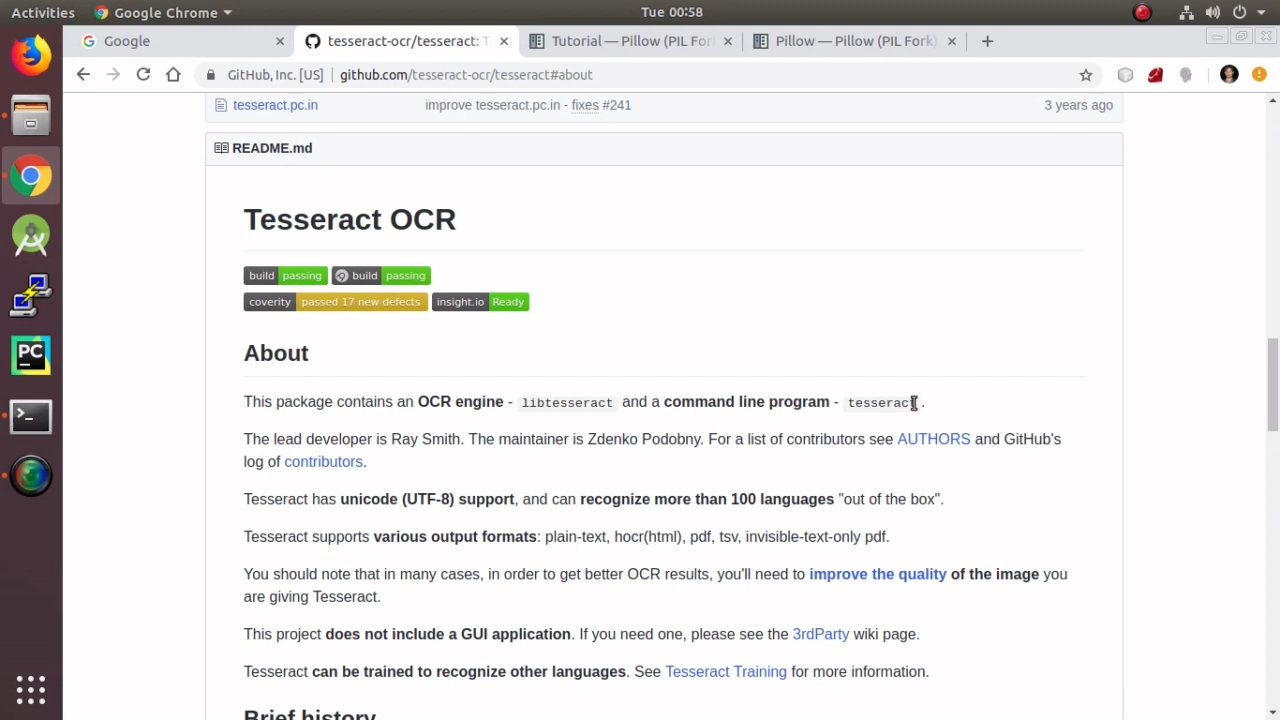 Activities Google Chrome Tue 00:58
Google tesseract-ocr/tesseract: T Tutorial — Pillow (PIL Fork) Pillow — Pillow (PIL Fork)
GitHub, Inc. [US] github.com/tesseract-ocr/tesseract#about
tesseract.pc.in improve tesseract.pc.in - fixes #241 3 years ago
README.md
Tesseract OCR
build passing build passing
coverity passed 17 new defects insight.io Ready
About
This package contains an OCR engine - libtesseract and a command line program - tesseract .
The lead developer is Ray Smith. The maintainer is Zdenko Podobny. For a list of contributors see AUTHORS and GitHub's
log of contributors.
Tesseract has unicode (UTF-8) support, and can recognize more than 100 languages "out of the box".
Tesseract supports various output formats: plain-text, hocr(html), pdf, tsv, invisible-text-only pdf.
You should note that in many cases, in order to get better OCR results, you'll need to improve the quality of the image you
are giving Tesseract.
This project does not include a GUI application. If you need one, please see the 3rdParty wiki page.
Tesseract can be trained to recognize other languages. See Tesseract Training for more information.
Brief history
PC